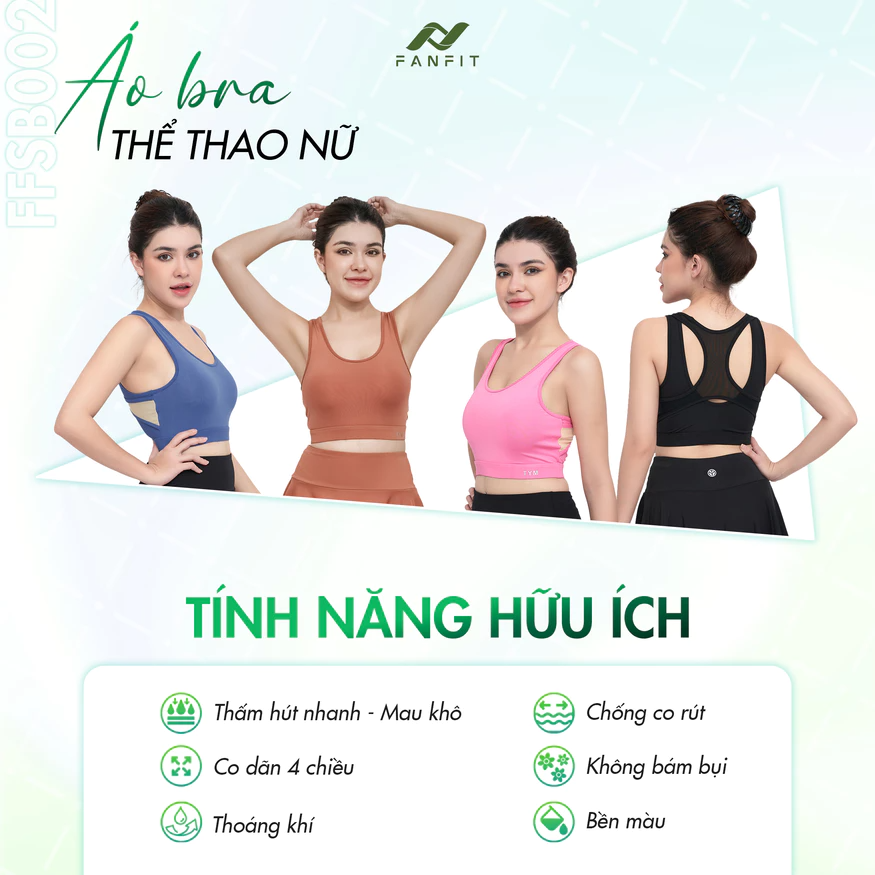 FFSB002
FANFIT
Áo bra
THỂ THAO NỮ
GYM
TÍNH NĂNG HỮU ÍCH
Thấm hút nhanh - Mau khô
Chống co rút
Co dãn 4 chiều
Không bám bụi
Thoáng khí
Bền màu